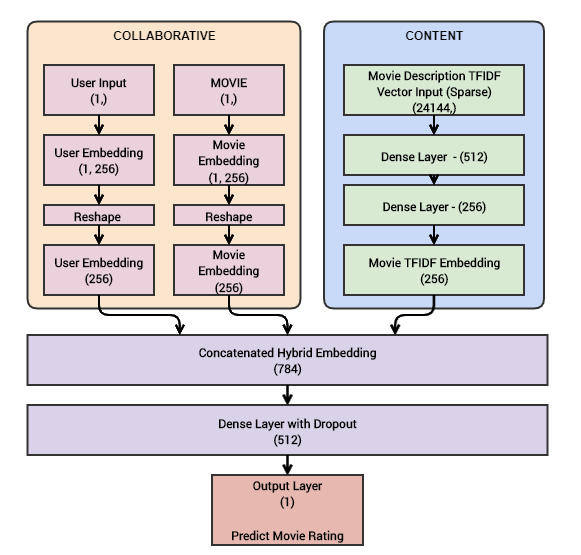 COLLABORATIVE
User Input
(1,)
User Embedding
(1, 256)
Reshape
User Embedding
(256)
MOVIE
(1,)
Movie
Embedding
(1, 256)
Reshape
Movie
Embedding
(256)
CONTENT
Movie Description TFIDF
Vector Input (Sparse)
(24144,)
Dense Layer - (512)
Dense Layer - (256)
Movie TFIDF Embedding
(256)
Concatenated Hybrid Embedding
(784)
Dense Layer with Dropout
(512)
Output Layer
(1)
Predict Movie Rating